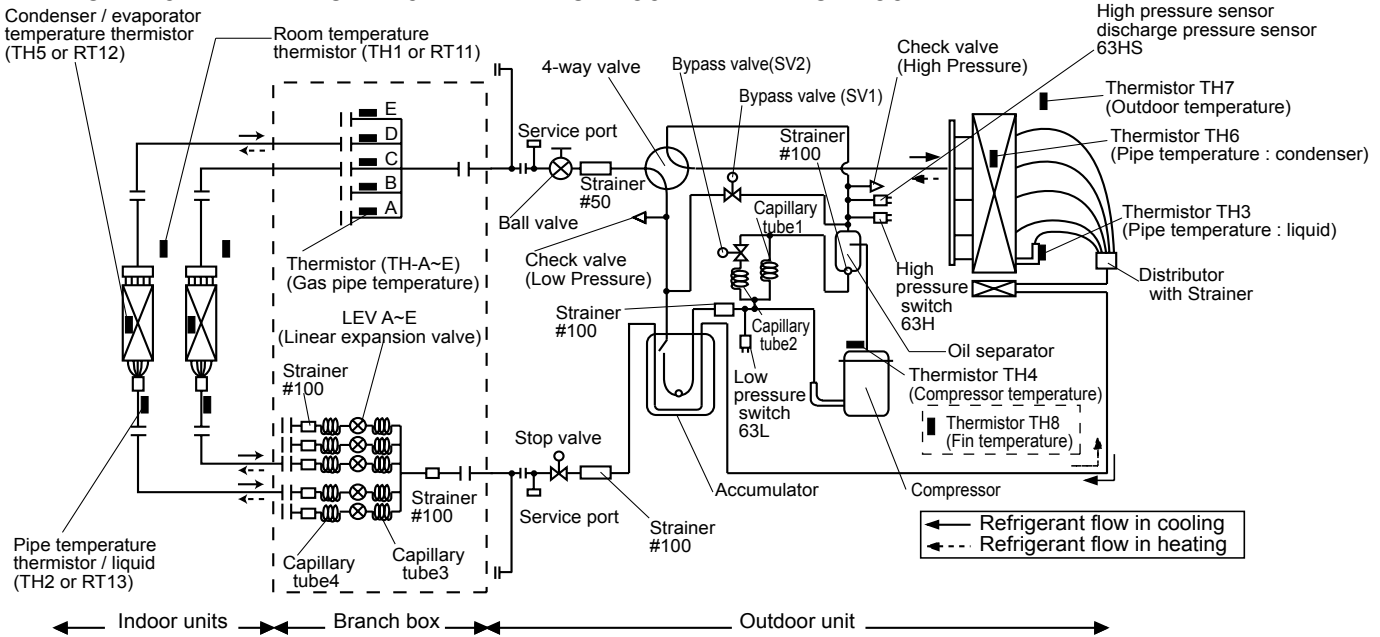 Condenser / evaporator
temperature thermistor
(TH5 or RT12)
Room temperature
thermistor (TH1 or RT11)
4-way valve
Bypass valve(SV2)
Bypass valve (SV1)
Check valve
(High Pressure)
High pressure sensor
discharge pressure sensor
63HS
Thermistor TH7
(Outdoor temperature)
Thermistor TH6
(Pipe temperature : condenser)
Thermistor TH3
(Pipe temperature : liquid)
Distributor
with Strainer
E
D
C
B
A
Service port
Strainer
#50
Ball valve
Strainer
#100
Thermistor (TH-A~E)
(Gas pipe temperature)
Check valve
(Low Pressure)
Capillary
tube1
High
pressure
switch
63H
LEV A~E
(Linear expansion valve)
Strainer
#100
Capillary
tube2
Oil separator
Low
pressure
switch
63L
Thermistor TH4
(Compressor temperature)
Thermistor TH8
(Fin temperature)
Strainer
#100
Stop valve
Strainer
#100
Service port
Strainer
#100
Accumulator
Compressor
Refrigerant flow in cooling
Refrigerant flow in heating
Pipe temperature
thermistor / liquid
(TH2 or RT13)
Capillary
tube4
Capillary
tube3
Indoor units
Branch box
Outdoor unit